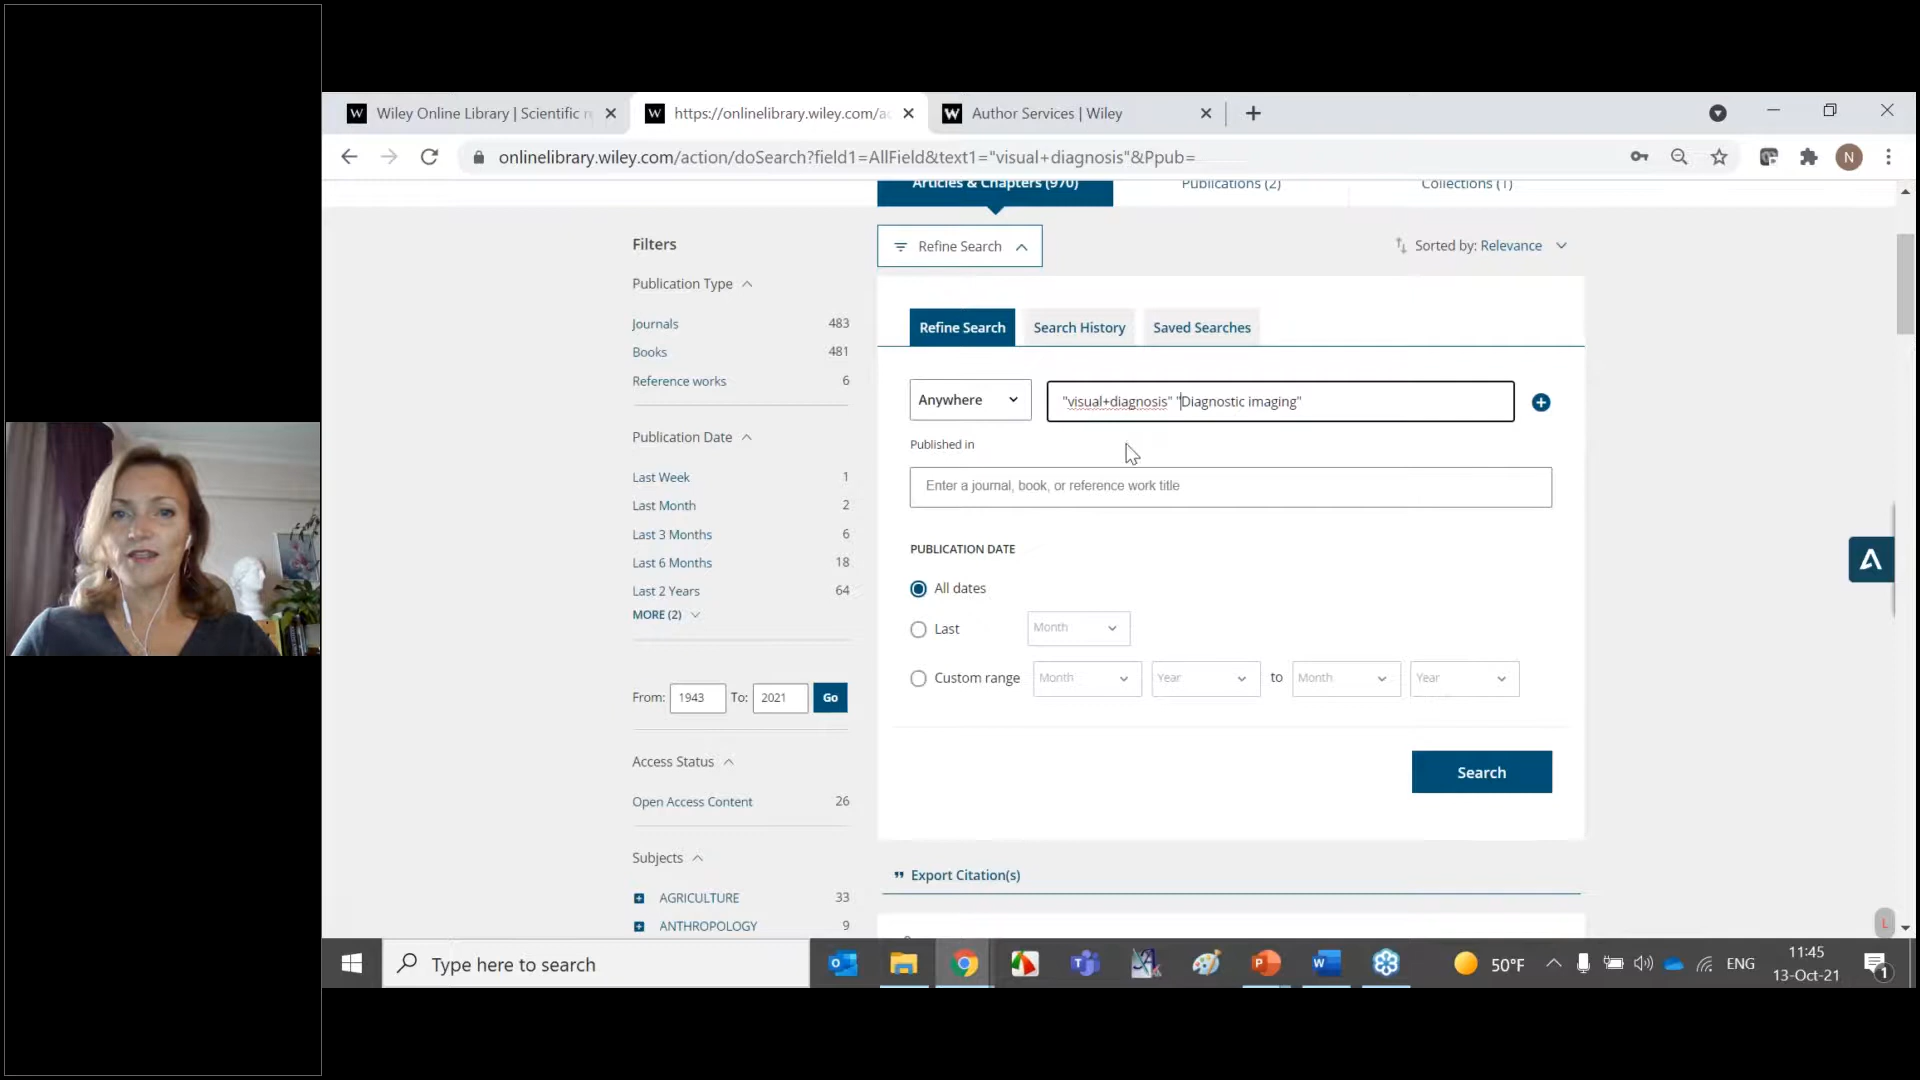 Wiley Online Library | Scientific r
https://onlinelibrary.wiley.com/ac
Author Services | Wiley
onlinelibrary.wiley.com/action/doSearch?field1=AllField&text1="visual+diagnosis"&Ppub=
N
Articles & Chapters (970)
Publications (2)
Collections (1)
Filters
Publication Type
Journals 483
Books 481
Reference works 6
Publication Date
Last Week 1
Last Month 2
Last 3 Months 6
Last 6 Months 18
Last 2 Years 64
MORE (2)
From: 1943 To: 2021 Go
Access Status
Open Access Content 26
Subjects
AGRICULTURE 33
ANTHROPOLOGY 9
Refine Search
Sorted by: Relevance
Refine Search
Search History
Saved Searches
Anywhere
"visual+diagnosis" "Diagnostic imaging"
Published in
Enter a journal, book, or reference work title
PUBLICATION DATE
All dates
Last Month
Custom range Month Year to Month Year
Search
Export Citation(s)
L
Type here to search
50°F
ENG
11:45
13-Oct-21
1